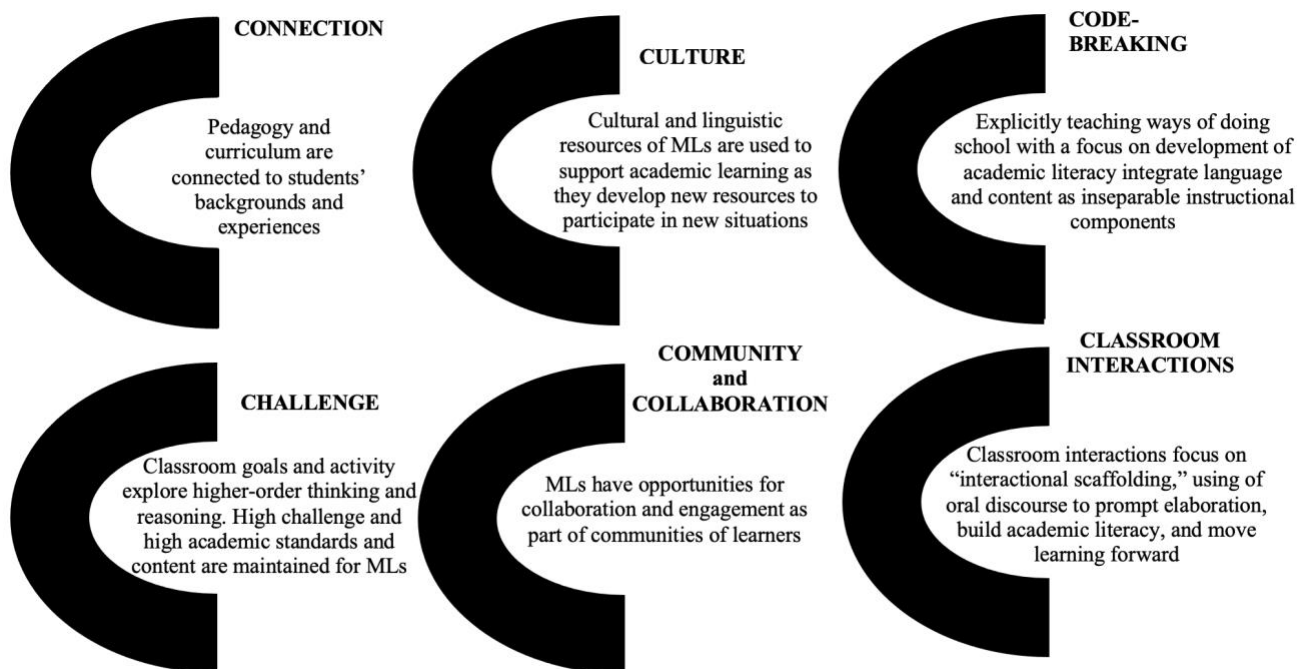 CONNECTION
Pedagogy and
curriculum are
connected to students’
backgrounds and
experiences
CULTURE
Cultural and linguistic
resources of MLs are used to
support academic learning as
they develop new resources to
participate in new situations
CODE-
BREAKING
Explicitly teaching ways of doing
school with a focus on development of
academic literacy integrate language
and content as inseparable instructional
components
CHALLENGE
Classroom goals and activity
explore higher-order thinking and
reasoning. High challenge and
high academic standards and
content are maintained for MLs
COMMUNITY
and
COLLABORATION
MLs have opportunities for
collaboration and engagement as
part of communities of learners
CLASSROOM
INTERACTIONS
Classroom interactions focus on
“interactional scaffolding,” using of
oral discourse to prompt elaboration,
build academic literacy, and move
learning forward